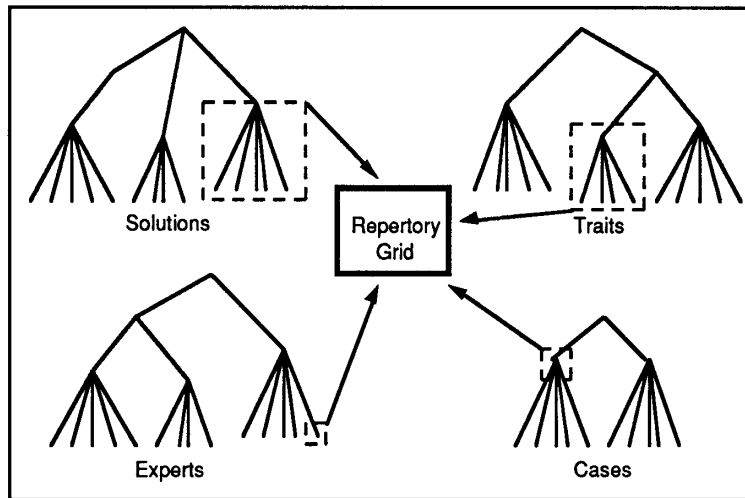 Solutions
Traits
Repertory
Grid
Experts
Cases